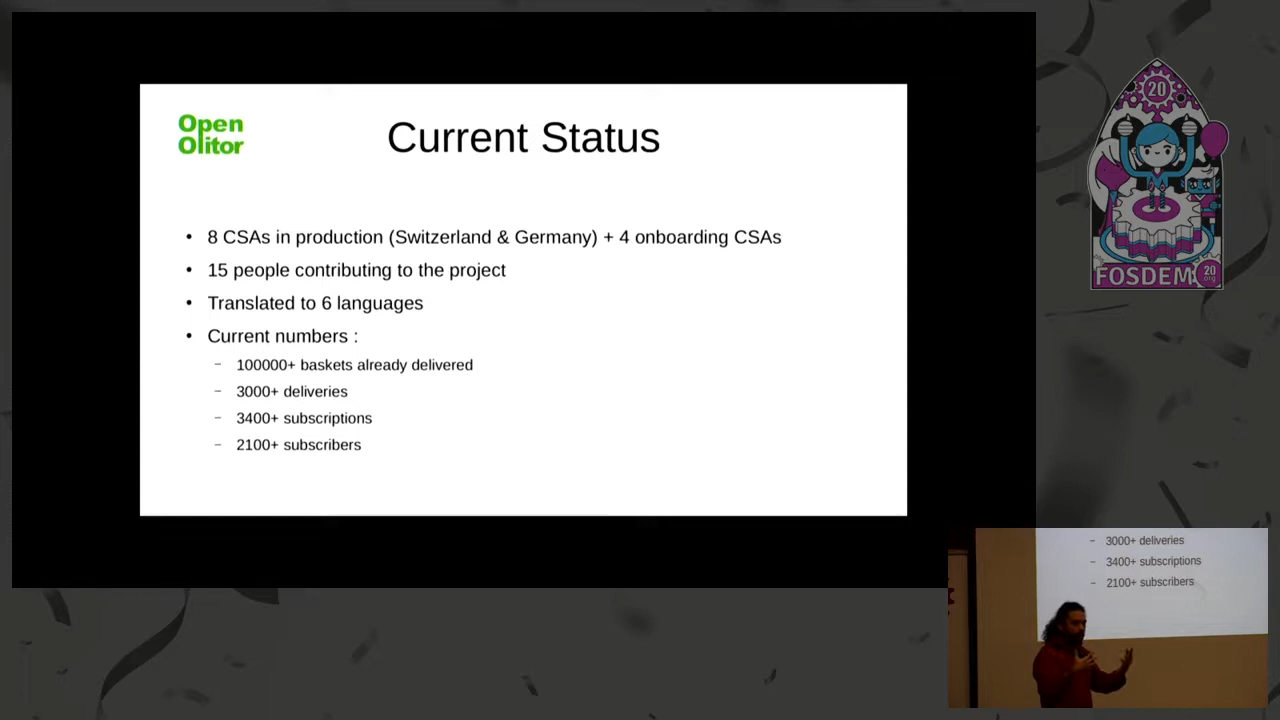 Open
Olitor
Current Status
• 8 CSAs in production (Switzerland & Germany) + 4 onboarding CSAs
• 15 people contributing to the project
• Translated to 6 languages
• Current numbers :
– 100000+ baskets already delivered
– 3000+ deliveries
– 3400+ subscriptions
– 2100+ subscribers
20
FOSDEM
20
org
– 3000+ deliveries
– 3400+ subscriptions
– 2100+ subscribers